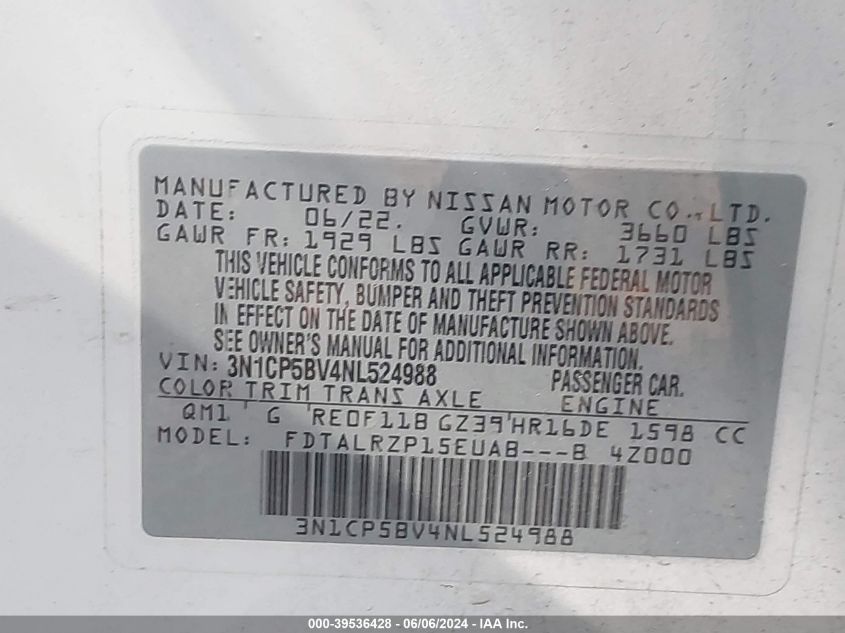 MANUFACTURED BY NISSAN MOTOR CO., LTD.
DATE: 06/22. GVWR: 3660 LBS
GAWR FR: 1929 LBS GAWR RR: 1731 LBS
THIS VEHICLE CONFORMS TO ALL APPLICABLE FEDERAL MOTOR
VEHICLE SAFETY, BUMPER AND THEFT PREVENTION STANDARDS
IN EFFECT ON THE DATE OF MANUFACTURE SHOWN ABOVE.
SEE OWNER'S MANUAL FOR ADDITIONAL INFORMATION.
VIN: 3N1CP5BV4NL524988 PASSENGER CAR.
COLOR TRIM TRANS AXLE ENGINE
QM1 G RE0F11B GZ39 HR16DE 1598 CC
MODEL: FDTALRZP15EUAB---B 4Z000
3N1CP5BV4NL524988
000-39536428 - 06/06/2024 - IAA Inc.